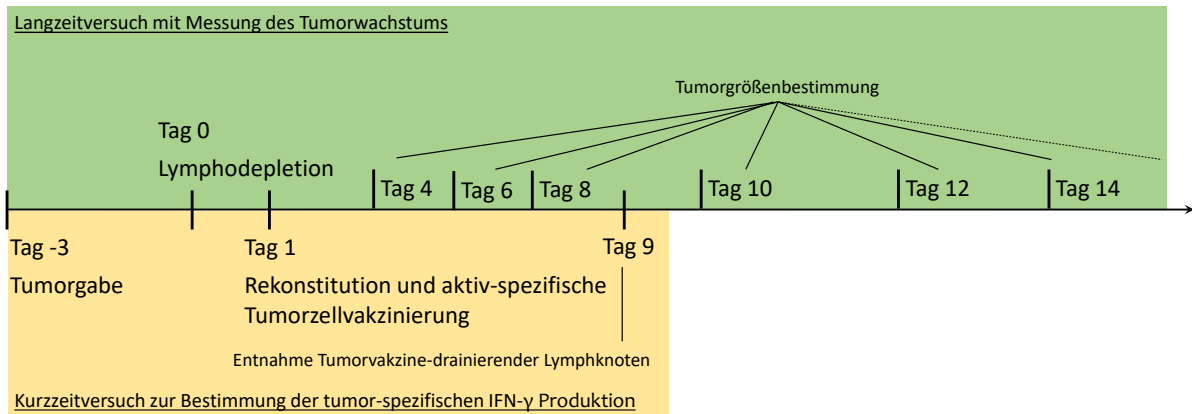 Langzeitversuch mit Messung des Tumorwachstums
Tumorgrößenbestimmung
Tag 0
Lymphodepletion
Tag 4
Tag 6
Tag 8
Tag 10
Tag 12
Tag 14
Tag -3
Tumorgabe
Tag 1
Rekonstitution und aktiv-spezifische
Tumorzellvakzinierung
Tag 9
Entnahme Tumorvakzine-drainierender Lymphknoten
Kurzzeitversuch zur Bestimmung der tumor-spezifischen IFN-γ Produktion